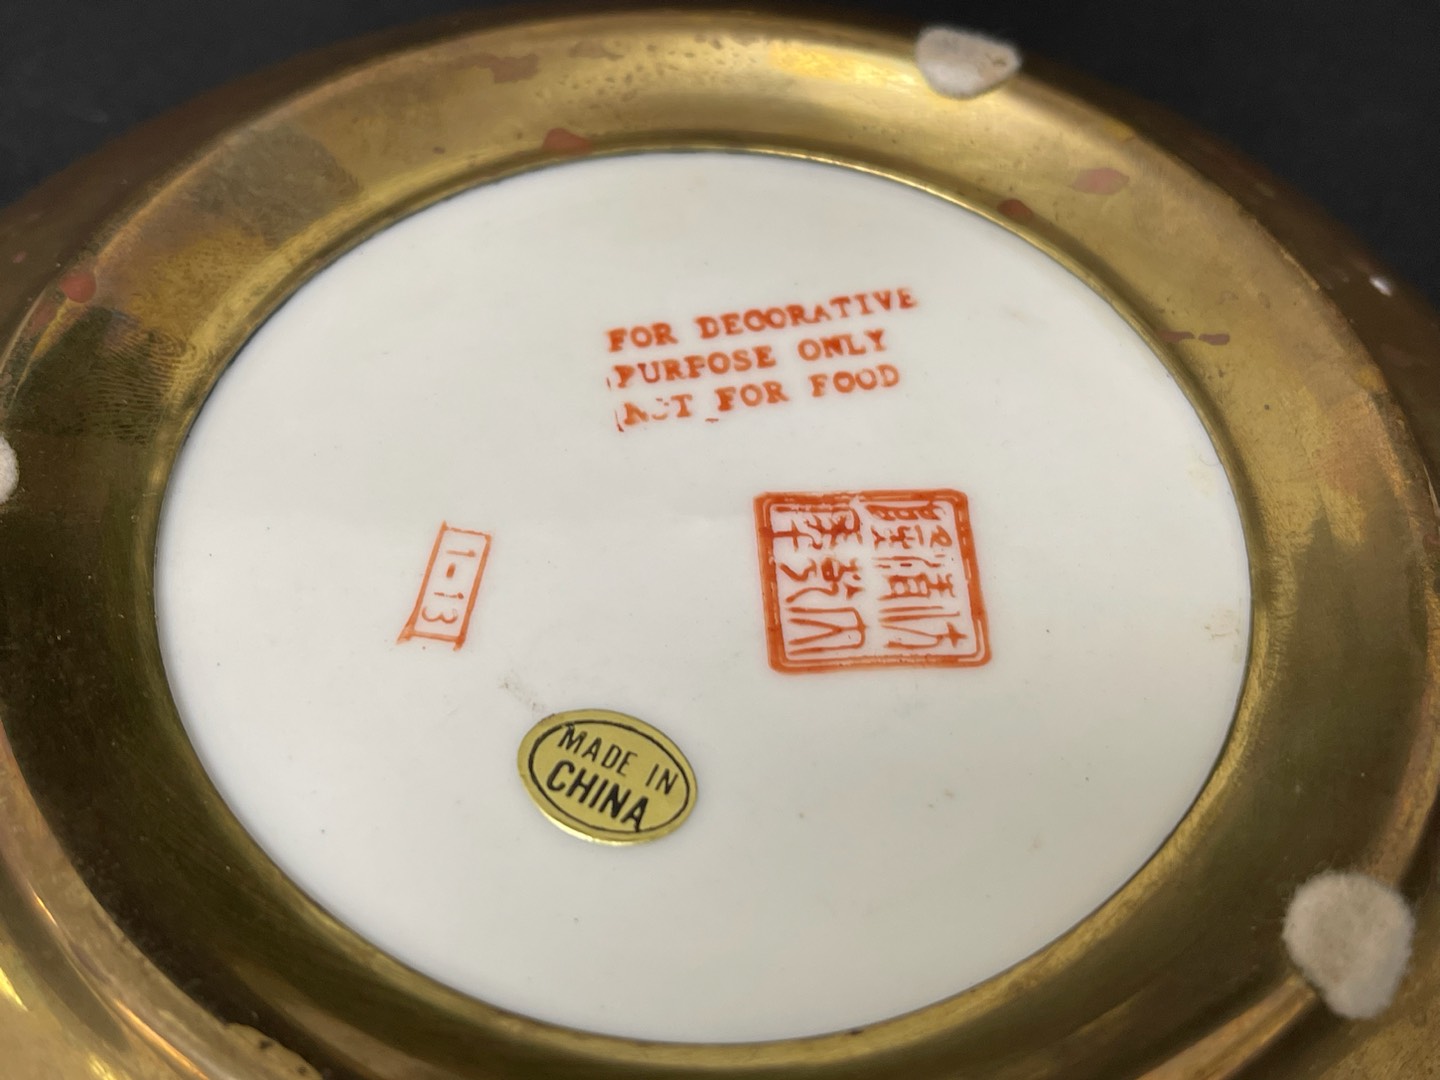 FOR DECORATIVE
PURPOSE ONLY
NOT FOR FOOD
1-13
MADE IN
CHINA